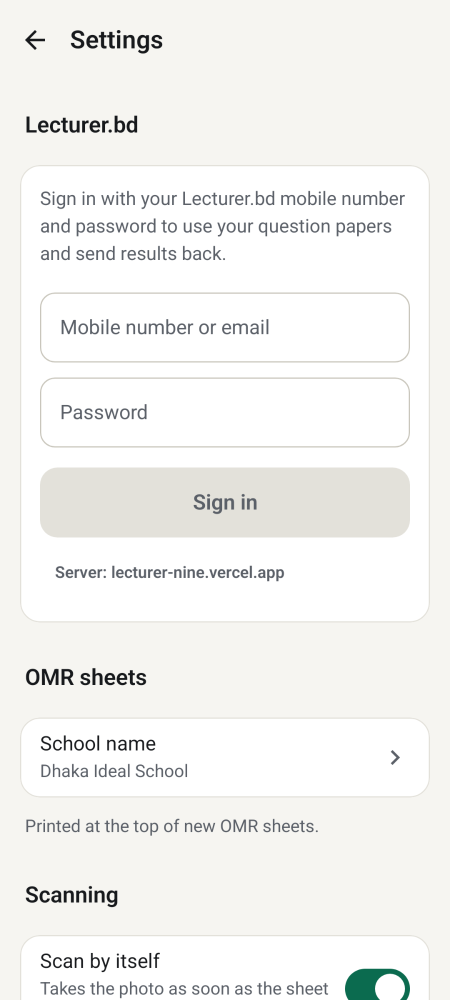 Settings
Lecturer.bd
Sign in with your Lecturer.bd mobile number
and password to use your question papers
and send results back.
Mobile number or email
Password
Sign in
Server: lecturer-nine.vercel.app
OMR sheets
School name
Dhaka Ideal School
Printed at the top of new OMR sheets.
Scanning
Scan by itself
Takes the photo as soon as the sheet